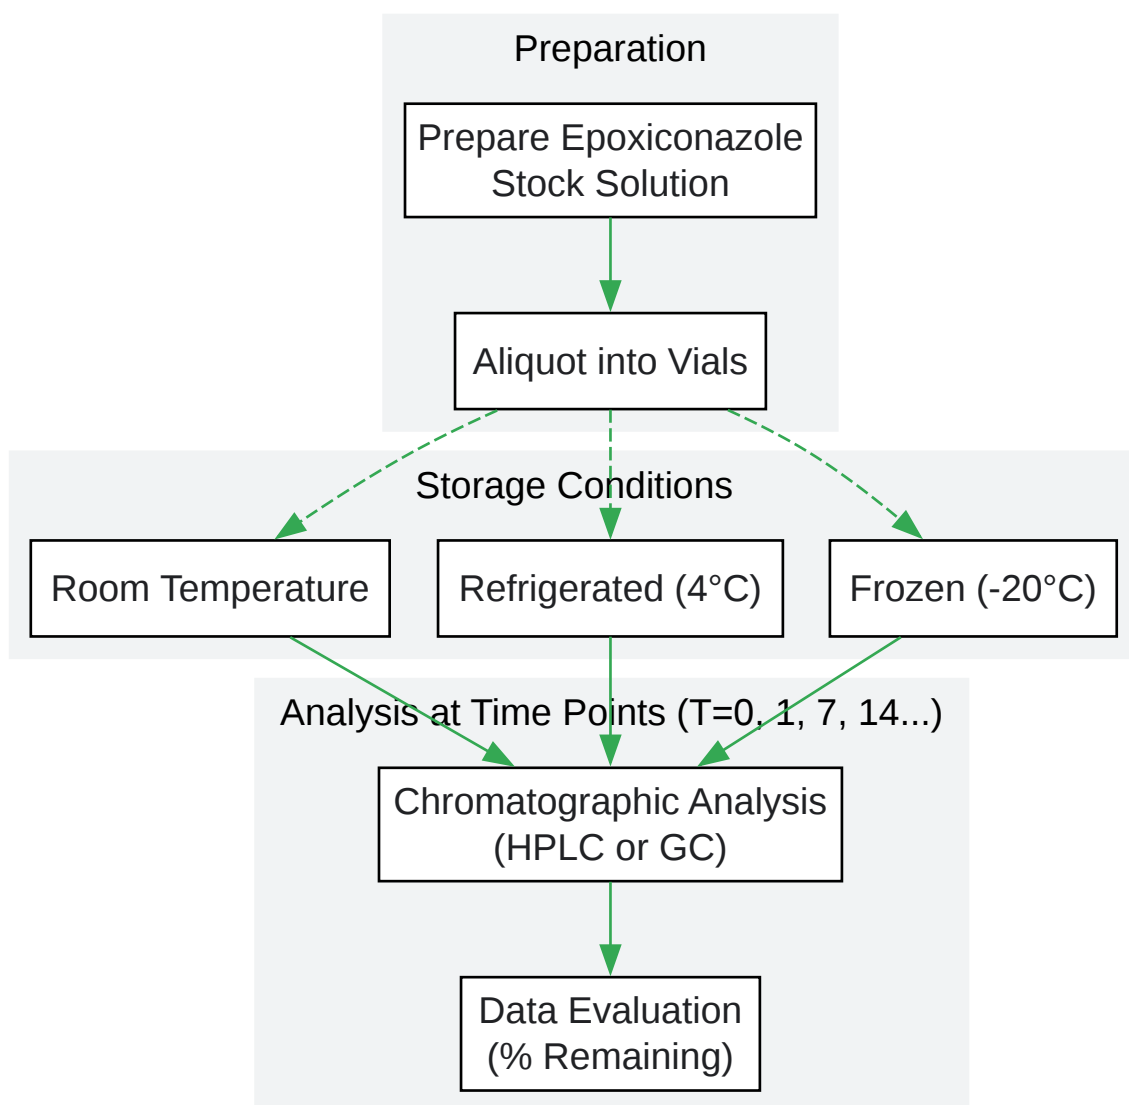 Preparation
Prepare Epoxiconazole
Stock Solution
Aliquot into Vials
Storage Conditions
Room Temperature
Refrigerated (4°C)
Frozen (-20°C)
Analysis at Time Points (T=0, 1, 7, 14...)
Chromatographic Analysis
(HPLC or GC)
Data Evaluation
(% Remaining)